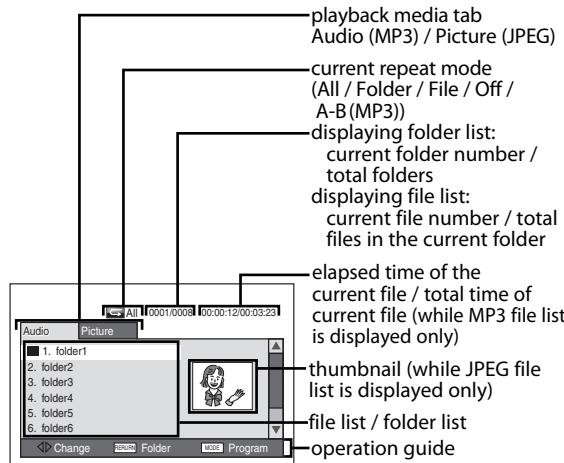 playback media tab
Audio (MP3) / Picture (JPEG)
current repeat mode
(All / Folder / File / Off /
A-B (MP3))
displaying folder list:
current folder number /
total folders
displaying file list:
current file number / total
files in the current folder
elapsed time of the
current file / total time of
current file (while MP3 file list
is displayed only)
thumbnail (while JPEG file
list is displayed only)
file list / folder list
operation guide
All 0001/0008 00:00:12/00:03:23
Audio Picture
1. folder1
2. folder2
3. folder3
4. folder4
5. folder5
6. folder6
Change RERURN Folder MODE Program